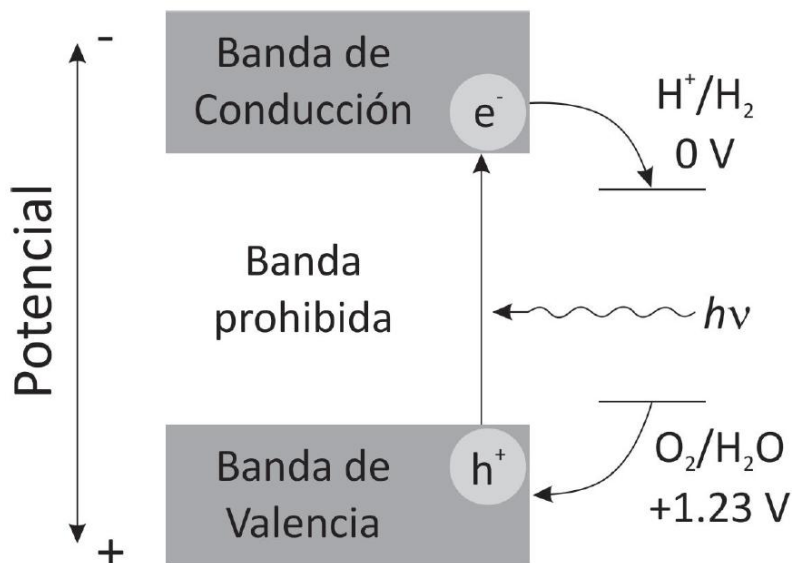 -
Potencial
+
Banda de
Conducción
e⁻
H⁺/H₂
0 V
Banda
prohibida
hν
Banda de
Valencia
h⁺
O₂/H₂O
+1.23 V